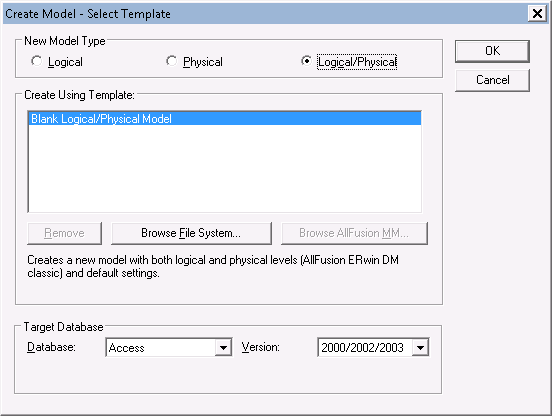 Create Model - Select Template
New Model Type
Logical
Physical
Logical/Physical
OK
Cancel
Create Using Template:
Blank Logical/Physical Model
Remove
Browse File System...
Browse AllFusion MM...
Creates a new model with both logical and physical levels (AllFusion ERwin DM
classic) and default settings.
Target Database
Database:
Access
Version:
2000/2002/2003